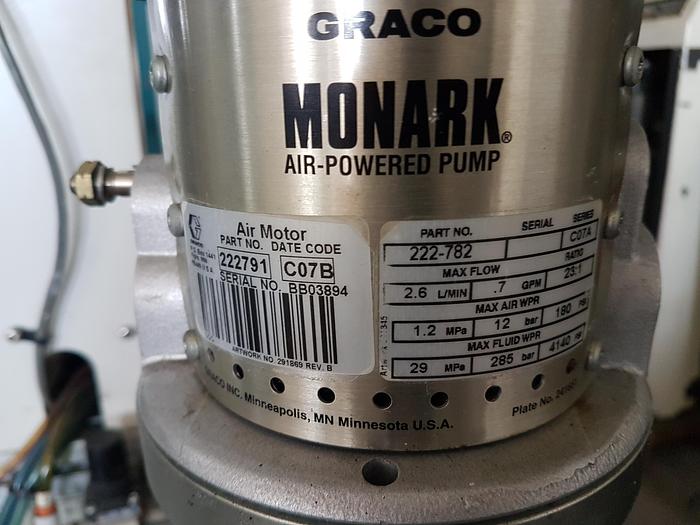 GRACO
MONARK®
AIR-POWERED PUMP
Air Motor
PART NO. DATE CODE
222791 C07B
SERIAL NO. BB03894
ARTWORK NO. 291869 REV. B
PART NO. SERIAL SERIES
222-782 C07A
MAX FLOW RATIO
2.6 L/MIN .7 GPM 23:1
MAX AIR WPR
1.2 MPa 12 bar 180 PSI
MAX FLUID WPR
29 MPa 285 bar 4140 PSI
GRACO INC. Minneapolis, MN Minnesota U.S.A.
Plate No.